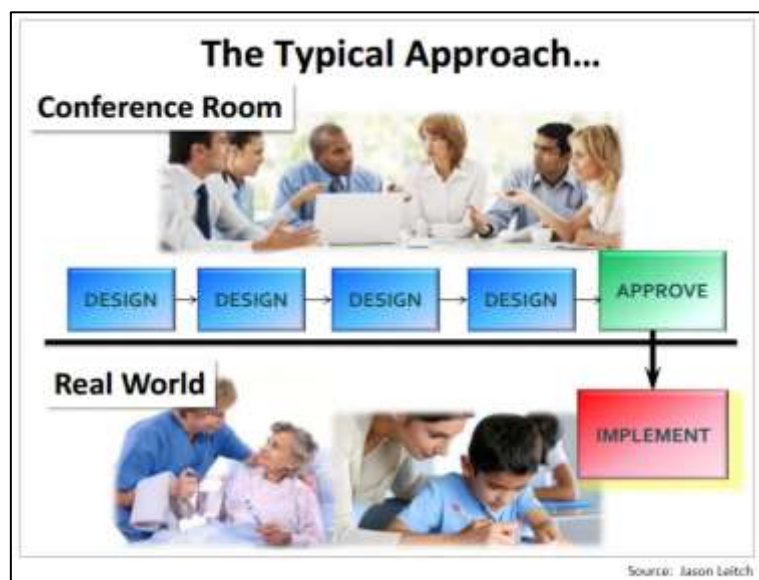 The Typical Approach...
Conference Room
DESIGN
DESIGN
DESIGN
DESIGN
APPROVE
Real World
IMPLEMENT
Source: Jason Leitch